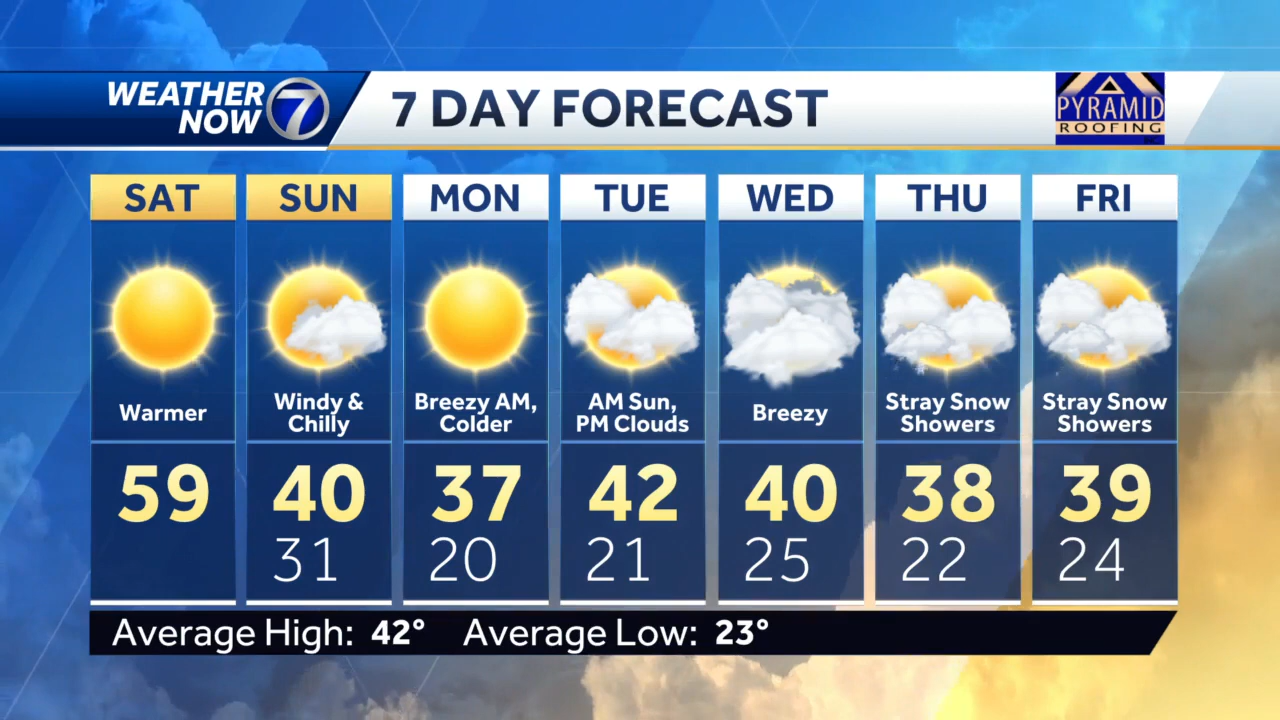 WEATHER
NOW 7
7 DAY FORECAST
PYRAMID
ROOFING
SAT
SUN
MON
TUE
WED
THU
FRI
Warmer
Windy &
Chilly
Breezy AM,
Colder
AM Sun,
PM Clouds
Breezy
Stray Snow
Showers
Stray Snow
Showers
59
40
37
42
40
38
39
31
20
21
25
22
24
Average High: 42° Average Low: 23°